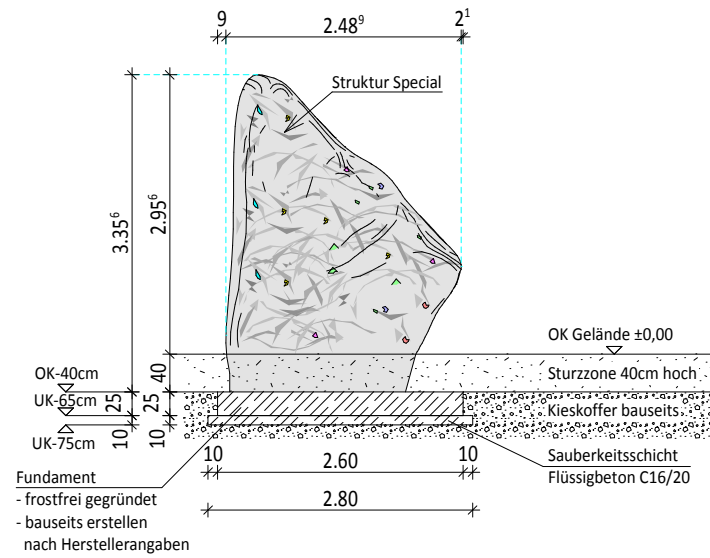 9 2.48⁹ 2¹
Struktur Special
3.35⁶
2.95⁶
OK Gelände ±0,00
OK-40cm
40
Sturzzone 40cm hoch
UK-65cm
25
25
Kieskoffer bauseits
UK-75cm
10
10
10 2.60 10
Sauberkeitsschicht
Flüssigbeton C16/20
Fundament
2.80
- frostfrei gegründet
- bauseits erstellen
nach Herstellerangaben